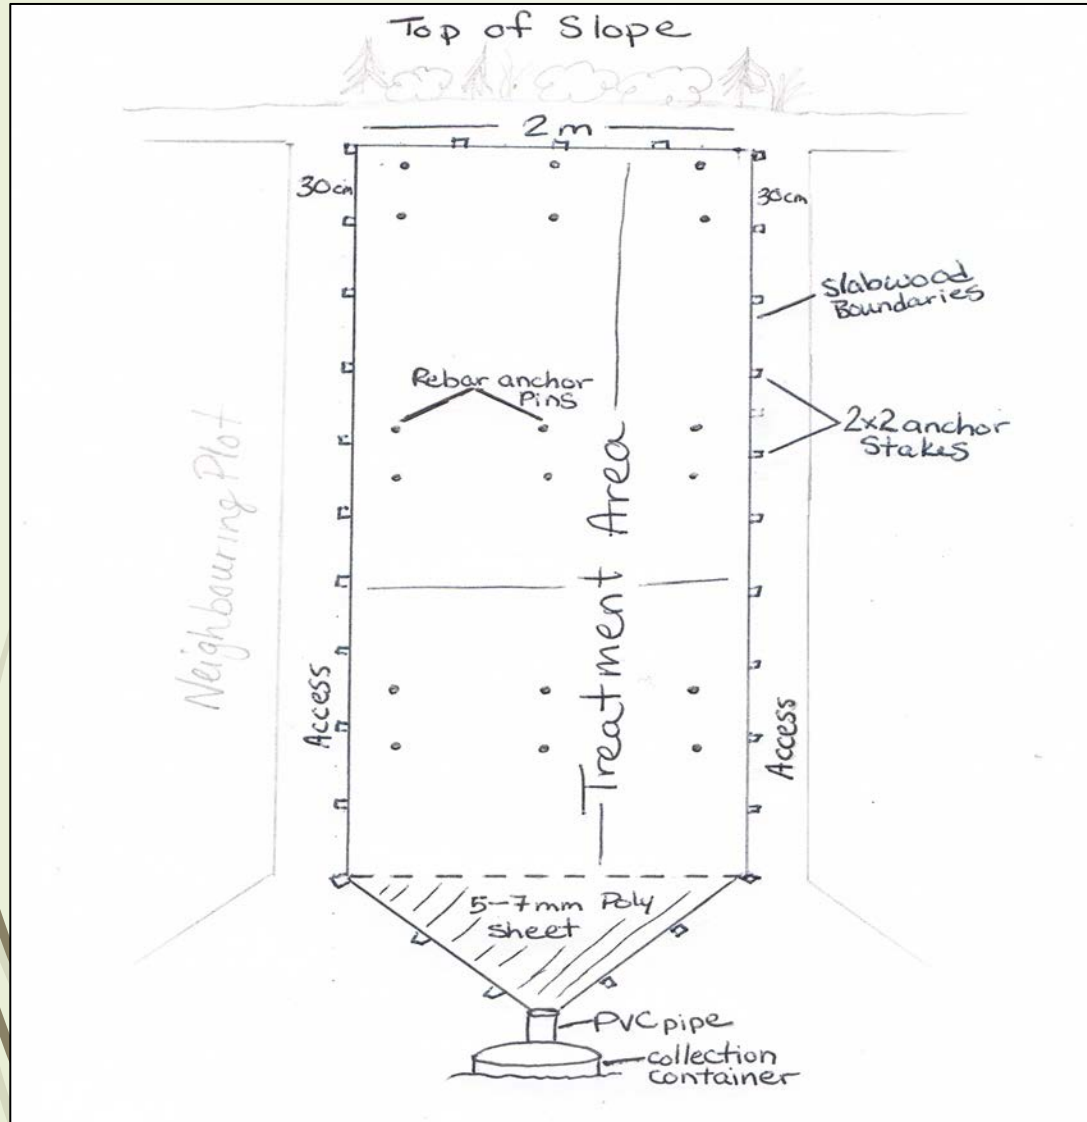 Top of Slope
2m
30cm
30cm
Slabwood
Boundaries
Rebar anchor
Pins
2x2 anchor
Stakes
Treatment Area
Neighbouring Plot
Access
Access
5-7mm Poly
Sheet
PVC pipe
collection
container